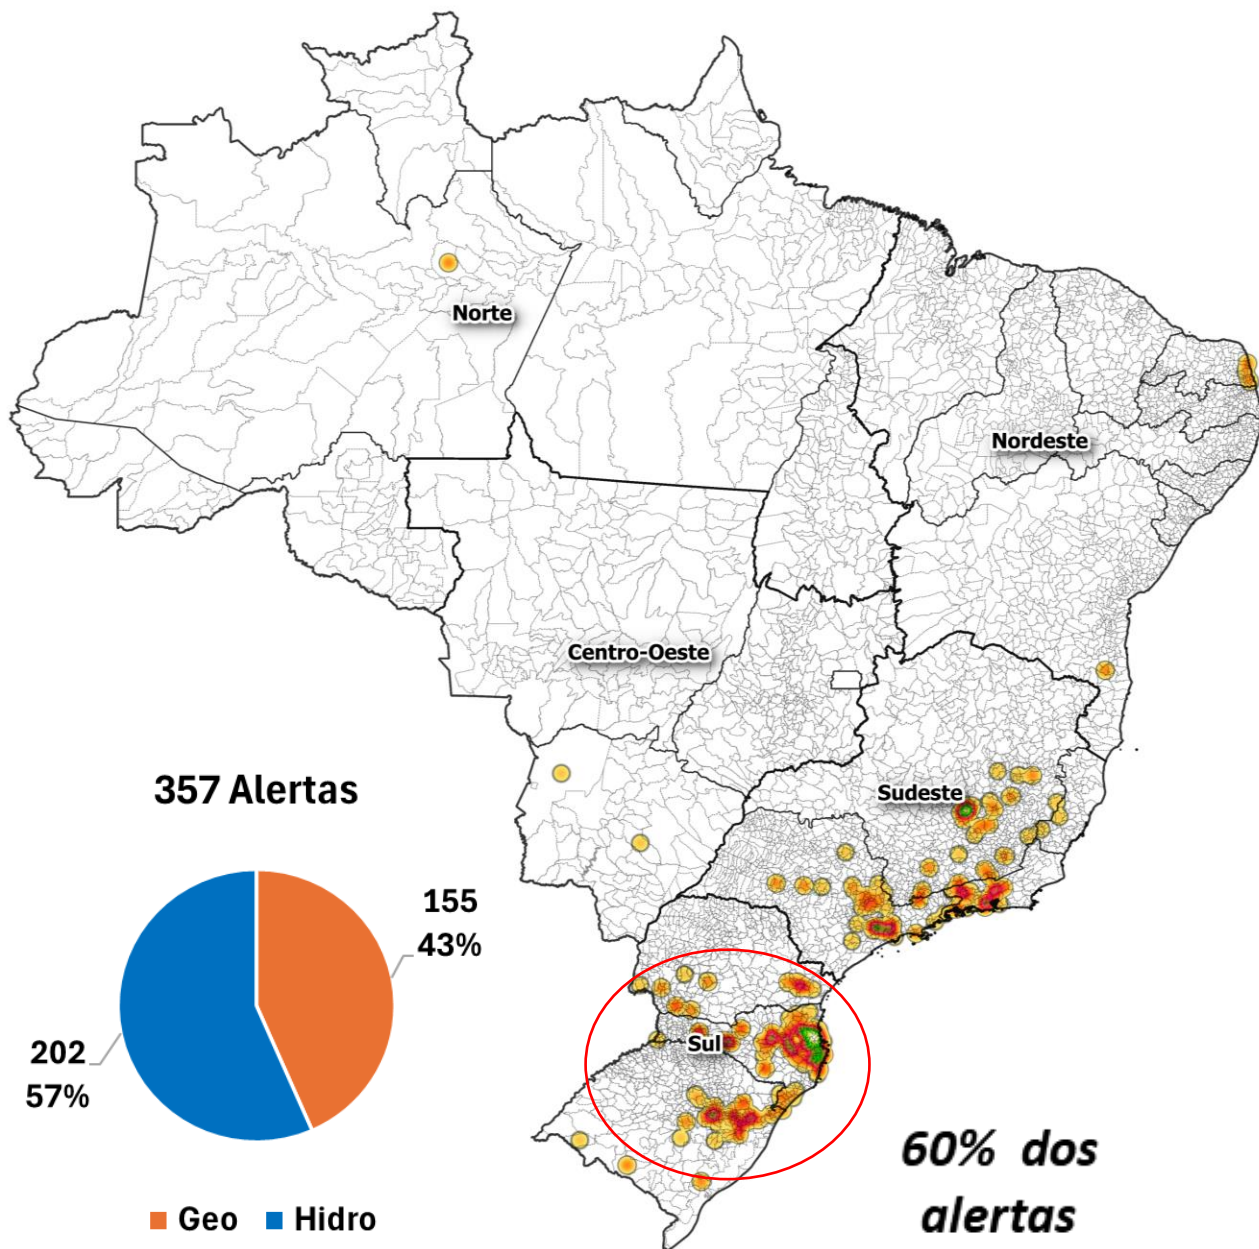 Norte
Nordeste
Centro-Oeste
Sudeste
357 Alertas
155
43%
202
57%
Sul
60% dos
alertas
Geo Hidro